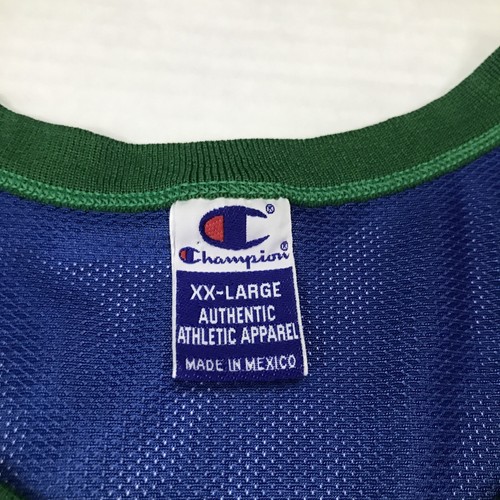 Champion®
XX-LARGE
AUTHENTIC
ATHLETIC APPAREL
MADE IN MEXICO